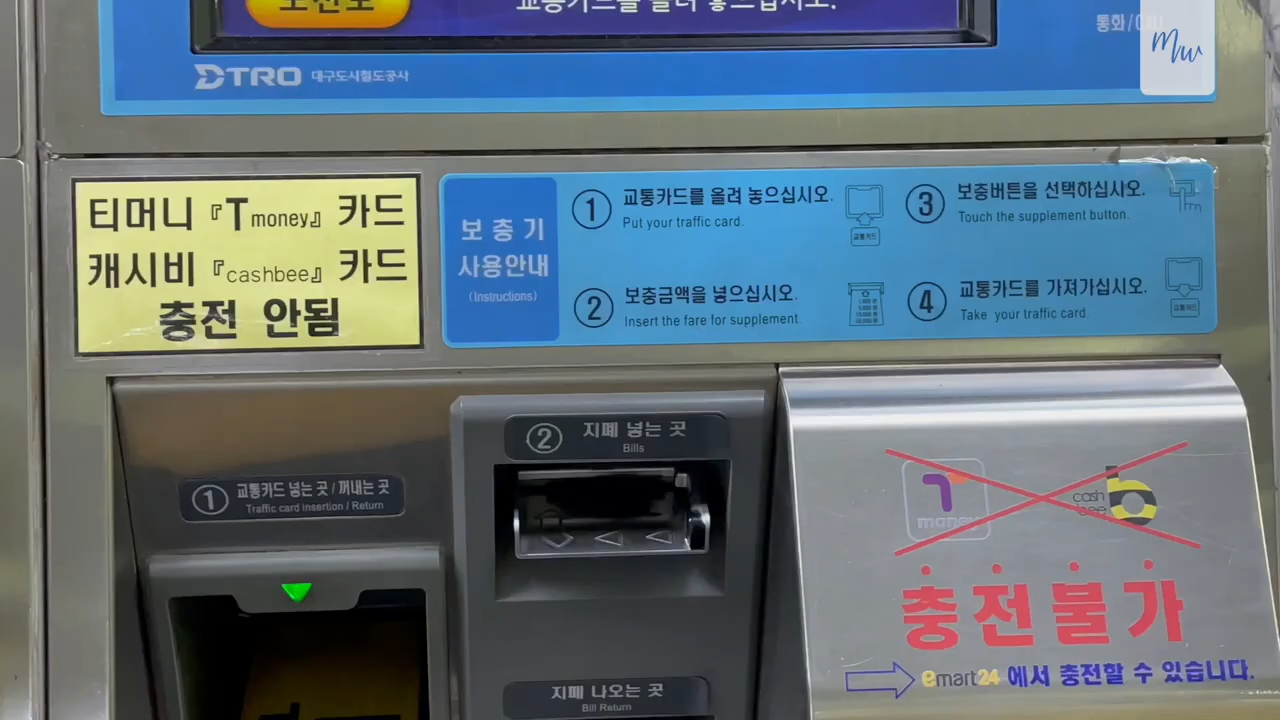 교통카드를 올려 놓으십시오.
통화/
Mw
DTRO 대구도시철도공사
티머니 『Tmoney』 카드
캐시비 『cashbee』 카드
충전 안됨
보충기
사용안내
(Instructions)
① 교통카드를 올려 놓으십시오.
Put your traffic card.
교통카드
② 보충금액을 넣으십시오.
Insert the fare for supplement.
③ 보충버튼을 선택하십시오.
Touch the supplement button.
④ 교통카드를 가져가십시오.
Take your traffic card.
교통카드
① 교통카드 넣는 곳 / 꺼내는 곳
Traffic card insertion / Return
② 지폐 넣는 곳
Bills
지폐 나오는 곳
Bill Return
money
cash bee
충전불가
emart24 에서 충전할 수 있습니다.